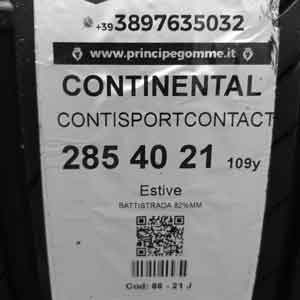 +39 3897635032
www.principegomme.it
CONTINENTAL
CONTISPORTCONTACT
285 40 21 109y
Estive
BATTISTRADA 82%MM
Cod: 86 - 21 J